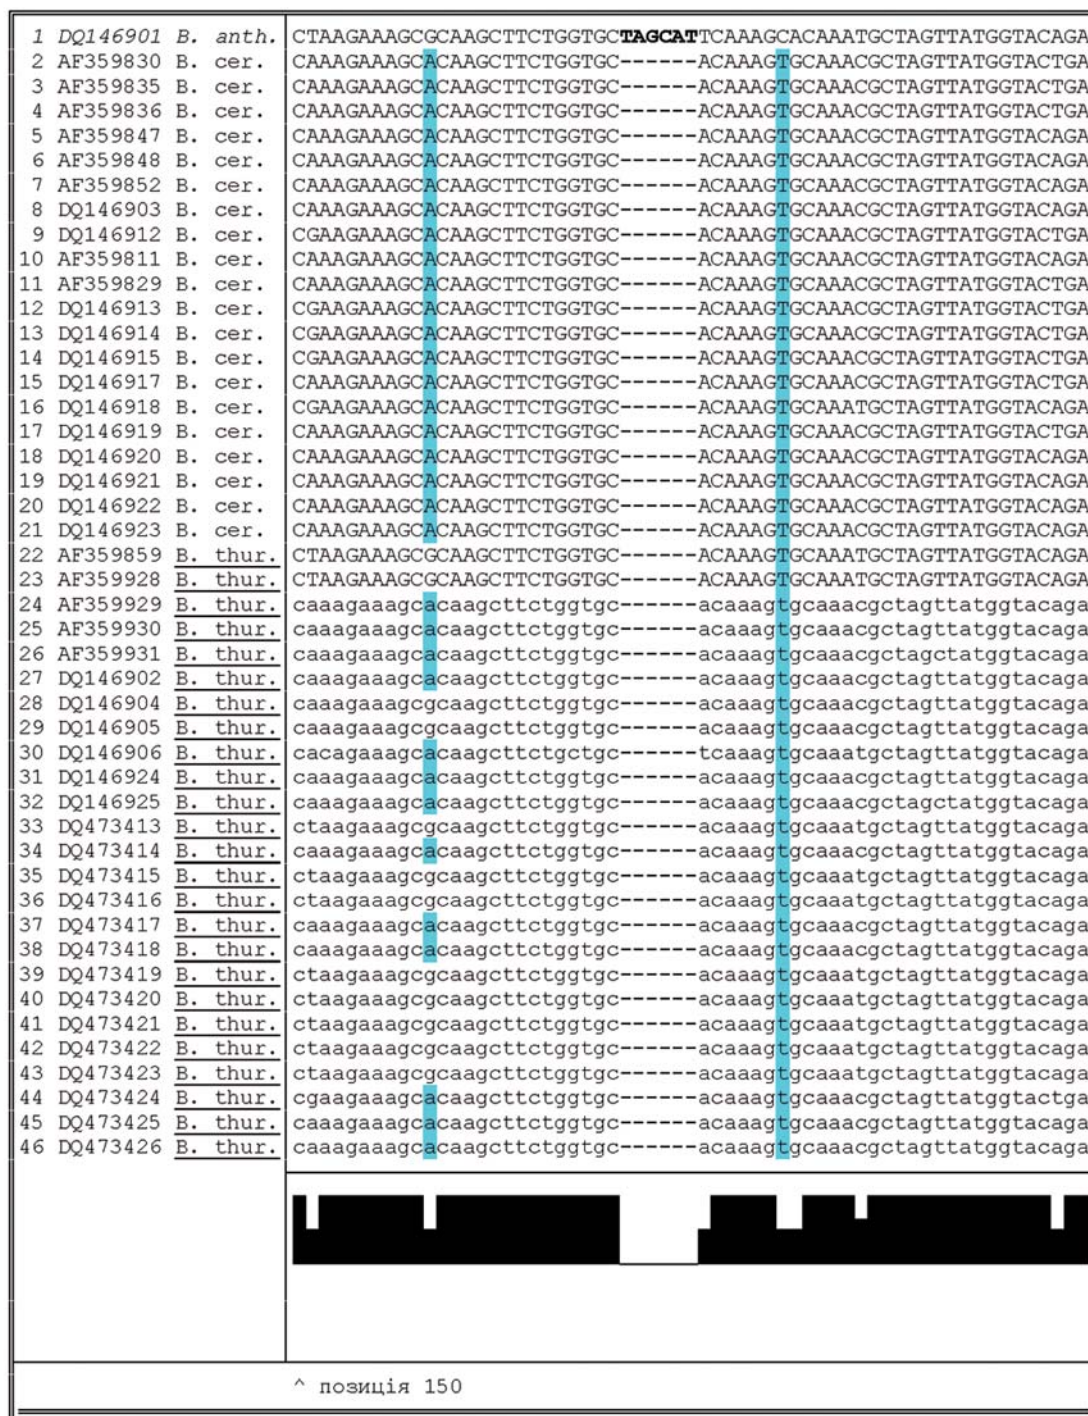 1 DQ146901 B. anth. CTAAGAAAGCGCAAGCTTCTGGTGCTAGCATTCAAAGCACAAATGCTAGTTATGGTACAGA
2 AF359830 B. cer. CAAAGAAAGCACAAGCTTCTGGTGC------ACAAAGTGCAAACGCTAGTTATGGTACTGA
3 AF359835 B. cer. CAAAGAAAGCACAAGCTTCTGGTGC------ACAAAGTGCAAACGCTAGTTATGGTACTGA
4 AF359836 B. cer. CAAAGAAAGCACAAGCTTCTGGTGC------ACAAAGTGCAAACGCTAGTTATGGTACTGA
5 AF359847 B. cer. CAAAGAAAGCACAAGCTTCTGGTGC------ACAAAGTGCAAACGCTAGTTATGGTACAGA
6 AF359848 B. cer. CAAAGAAAGCACAAGCTTCTGGTGC------ACAAAGTGCAAACGCTAGTTATGGTACAGA
7 AF359852 B. cer. CAAAGAAAGCACAAGCTTCTGGTGC------ACAAAGTGCAAACGCTAGTTATGGTACAGA
8 DQ146903 B. cer. CAAAGAAAGCACAAGCTTCTGGTGC------ACAAAGTGCAAACGCTAGTTATGGTACAGA
9 DQ146912 B. cer. CGAAGAAAGCACAAGCTTCTGGTGC------ACAAAGTGCAAACGCTAGTTATGGTACTGA
10 AF359811 B. cer. CAAAGAAAGCACAAGCTTCTGGTGC------ACAAAGTGCAAACGCTAGTTATGGTACAGA
11 AF359829 B. cer. CAAAGAAAGCACAAGCTTCTGGTGC------ACAAAGTGCAAACGCTAGTTATGGTACTGA
12 DQ146913 B. cer. CGAAGAAAGCACAAGCTTCTGGTGC------ACAAAGTGCAAACGCTAGTTATGGTACTGA
13 DQ146914 B. cer. CGAAGAAAGCACAAGCTTCTGGTGC------ACAAAGTGCAAACGCTAGTTATGGTACTGA
14 DQ146915 B. cer. CGAAGAAAGCACAAGCTTCTGGTGC------ACAAAGTGCAAACGCTAGTTATGGTACTGA
15 DQ146917 B. cer. CAAAGAAAGCACAAGCTTCTGGTGC------ACAAAGTGCAAACGCTAGTTATGGTACTGA
16 DQ146918 B. cer. CGAAGAAAGCACAAGCTTCTGGTGC------ACAAAGTGCAAATGCTAGTTATGGTACAGA
17 DQ146919 B. cer. CAAAGAAAGCACAAGCTTCTGGTGC------ACAAAGTGCAAACGCTAGTTATGGTACTGA
18 DQ146920 B. cer. CAAAGAAAGCACAAGCTTCTGGTGC------ACAAAGTGCAAACGCTAGTTATGGTACAGA
19 DQ146921 B. cer. CAAAGAAAGCACAAGCTTCTGGTGC------ACAAAGTGCAAACGCTAGTTATGGTACAGA
20 DQ146922 B. cer. CAAAGAAAGCACAAGCTTCTGGTGC------ACAAAGTGCAAACGCTAGTTATGGTACAGA
21 DQ146923 B. cer. CAAAGAAAGCACAAGCTTCTGGTGC------ACAAAGTGCAAACGCTAGTTATGGTACAGA
22 AF359859 B. thur. CTAAGAAAGCGCAAGCTTCTGGTGC------ACAAAGTGCAAATGCTAGTTATGGTACAGA
23 AF359928 B. thur. CTAAGAAAGCGCAAGCTTCTGGTGC------ACAAAGTGCAAATGCTAGTTATGGTACAGA
24 AF359929 B. thur. caaagaaagcacaagcttctggtgc------acaaagtgcaaacgctagttatggtacaga
25 AF359930 B. thur. caaagaaagcacaagcttctggtgc------acaaagtgcaaacgctagttatggtacaga
26 AF359931 B. thur. caaagaaagcacaagcttctggtgc------acaaagtgcaaacgctagctatggtacaga
27 DQ146902 B. thur. caaagaaagcacaagcttctggtgc------acaaagtgcaaacgctagttatggtacaga
28 DQ146904 B. thur. caaagaaagcgcaagcttctggtgc------acaaagtgcaaacgctagttatggtacaga
29 DQ146905 B. thur. caaagaaagcgcaagcttctggtgc------acaaagtgcaaacgctagttatggtacaga
30 DQ146906 B. thur. cacagaaagcacaagcttctgctgc------tcaaagtgcaaatgctagttatggtacaga
31 DQ146924 B. thur. caaagaaagcacaagcttctggtgc------acaaagtgcaaacgctagttatggtacaga
32 DQ146925 B. thur. caaagaaagcacaagcttctggtgc------acaaagtgcaaacgctagctatggtacaga
33 DQ473413 B. thur. ctaagaaagcgcaagcttctggtgc------acaaagtgcaaatgctagttatggtacaga
34 DQ473414 B. thur. caaagaaagcacaagcttctggtgc------acaaagtgcaaacgctagttatggtacaga
35 DQ473415 B. thur. ctaagaaagcgcaagcttctggtgc------acaaagtgcaaatgctagttatggtacaga
36 DQ473416 B. thur. ctaagaaagcgcaagcttctggtgc------acaaagtgcaaatgctagttatggtacaga
37 DQ473417 B. thur. caaagaaagcacaagcttctggtgc------acaaagtgcaaacgctagttatggtacaga
38 DQ473418 B. thur. caaagaaagcacaagcttctggtgc------acaaagtgcaaacgctagttatggtacaga
39 DQ473419 B. thur. ctaagaaagcgcaagcttctggtgc------acaaagtgcaaatgctagttatggtacaga
40 DQ473420 B. thur. ctaagaaagcgcaagcttctggtgc------acaaagtgcaaatgctagttatggtacaga
41 DQ473421 B. thur. ctaagaaagcgcaagcttctggtgc------acaaagtgcaaatgctagttatggtacaga
42 DQ473422 B. thur. ctaagaaagcgcaagcttctggtgc------acaaagtgcaaatgctagttatggtacaga
43 DQ473423 B. thur. ctaagaaagcgcaagcttctggtgc------acaaagtgcaaatgctagttatggtacaga
44 DQ473424 B. thur. cgaagaaagcacaagcttctggtgc------acaaagtgcaaacgctagttatggtactga
45 DQ473425 B. thur. caaagaaagcacaagcttctggtgc------acaaagtgcaaacgctagttatggtacaga
46 DQ473426 B. thur. caaagaaagcacaagcttctggtgc------acaaagtgcaaacgctagttatggtacaga
^ позиція 150